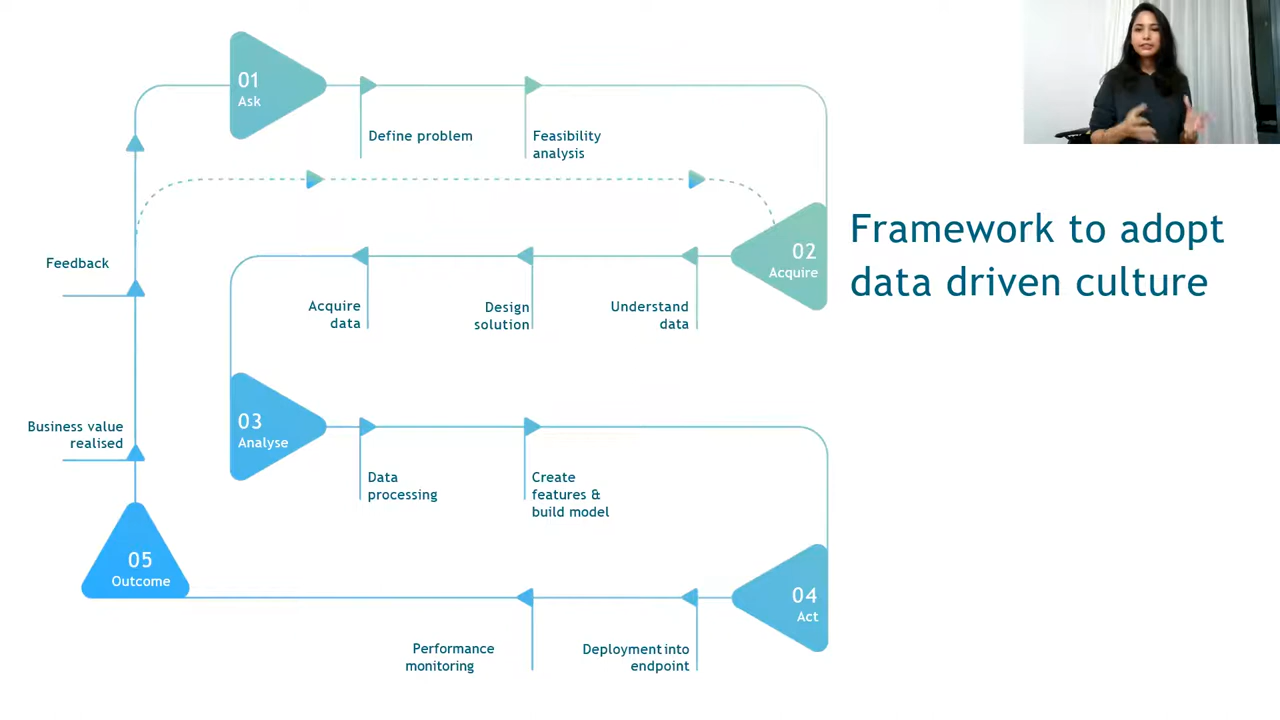 01
Ask
Define problem
Feasibility
analysis
Framework to adopt
data driven culture
02
Acquire
Understand
data
Design
solution
Acquire
data
03
Analyse
Data
processing
Create
features &
build model
04
Act
Deployment into
endpoint
Performance
monitoring
05
Outcome
Business value
realised
Feedback